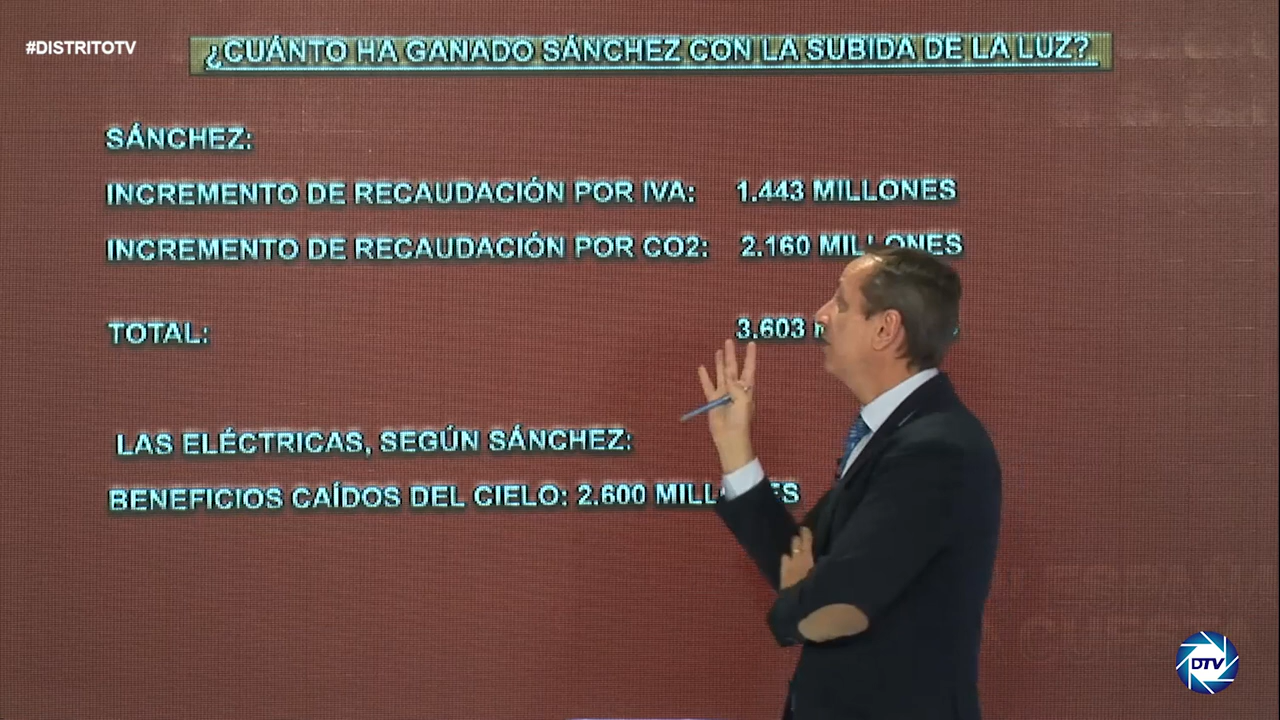 #DISTRITOTV
¿CUÁNTO HA GANADO SÁNCHEZ CON LA SUBIDA DE LA LUZ?
SÁNCHEZ:
INCREMENTO DE RECAUDACIÓN POR IVA: 1.443 MILLONES
INCREMENTO DE RECAUDACIÓN POR CO2: 2.160 MILLONES
TOTAL: 3.603
LAS ELÉCTRICAS, SEGÚN SÁNCHEZ:
BENEFICIOS CAÍDOS DEL CIELO: 2.600
DTV